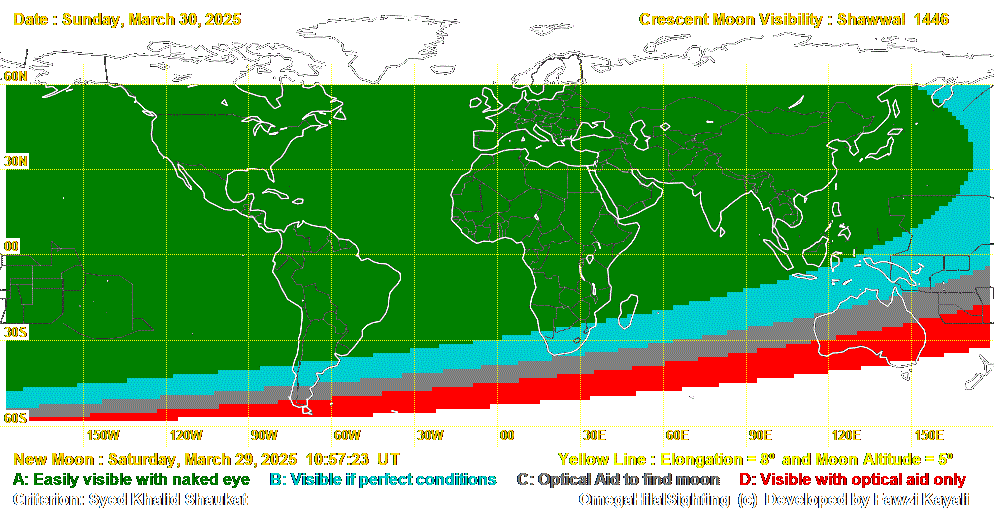 Date : Sunday, March 30, 2025 Crescent Moon Visibility : Shawwal 1446
60N
30N
00
30S
60S
150W 120W 90W 60W 30W 00 30E 60E 90E 120E 150E
New Moon : Saturday, March 29, 2025 10:57:23 UT Yellow Line : Elongation = 8° and Moon Altitude = 5°
A: Easily visible with naked eye B: Visible if perfect conditions C: Optical Aid to find moon D: Visible with optical aid only
Criterion: Syed Khalid Shaukat OmegaHilalSighting (c) Developed by Fawzi Kayali